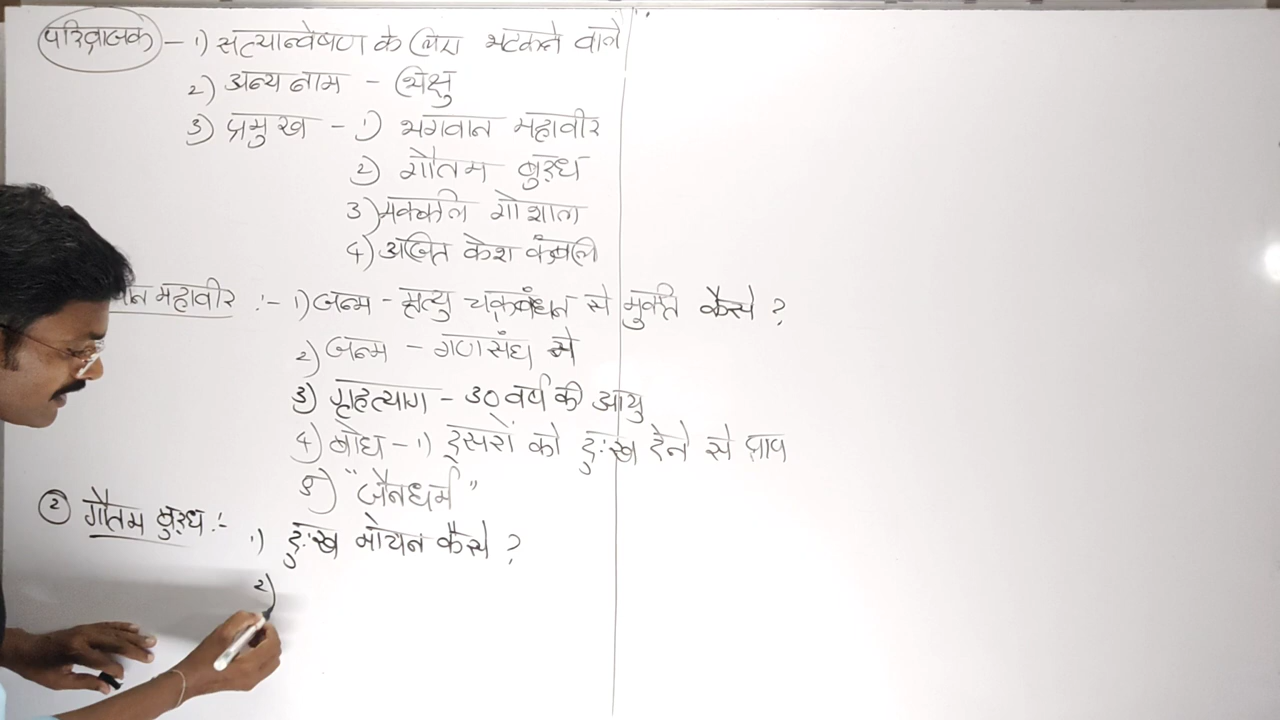 परिव्राजक – 1) सत्यान्वेषण के लिए भटकने वाले
2) अन्य नाम – भिक्षु
3) प्रमुख – 1) भगवान महावीर
2) गौतम बुद्ध
3) मक्कलि गोशाल
4) अजित केश कंबलि
महावीर :- 1) जन्म – मृत्यु चक्रबंधन से मुक्ति कैसे ?
2) जन्म – गणसंघ में
3) गृहत्याग – 30 वर्ष की आयु
4) बोध – 1) दूसरों को दुःख देने से पाप
5) "जैनधर्म"
② गौतम बुद्ध :- 1) दुःख मोचन कैसे ?
2)